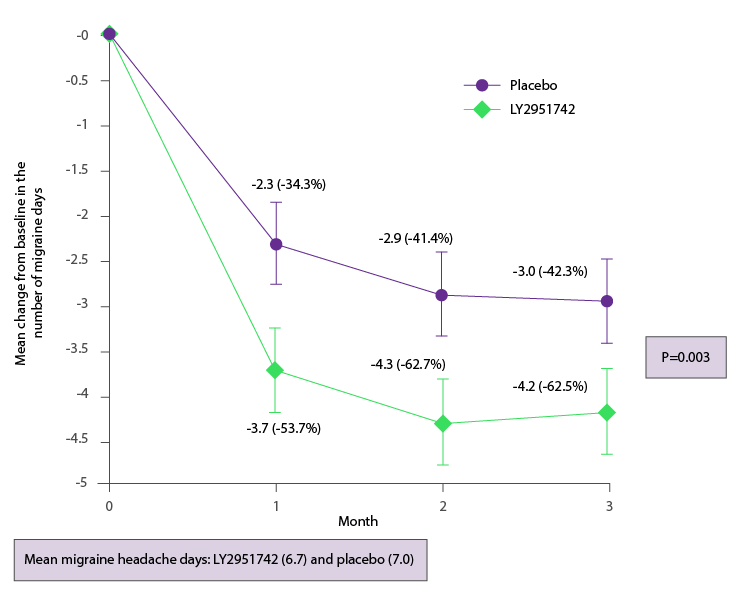 -0
-0.5
-1
-1.5
-2
-2.5
-3
-3.5
-4
-4.5
-5
Mean change from baseline in the
number of migraine days
Placebo
LY2951742
-2.3 (-34.3%)
-2.9 (-41.4%)
-3.0 (-42.3%)
-3.7 (-53.7%)
-4.3 (-62.7%)
-4.2 (-62.5%)
P=0.003
0 1 2 3
Month
Mean migraine headache days: LY2951742 (6.7) and placebo (7.0)